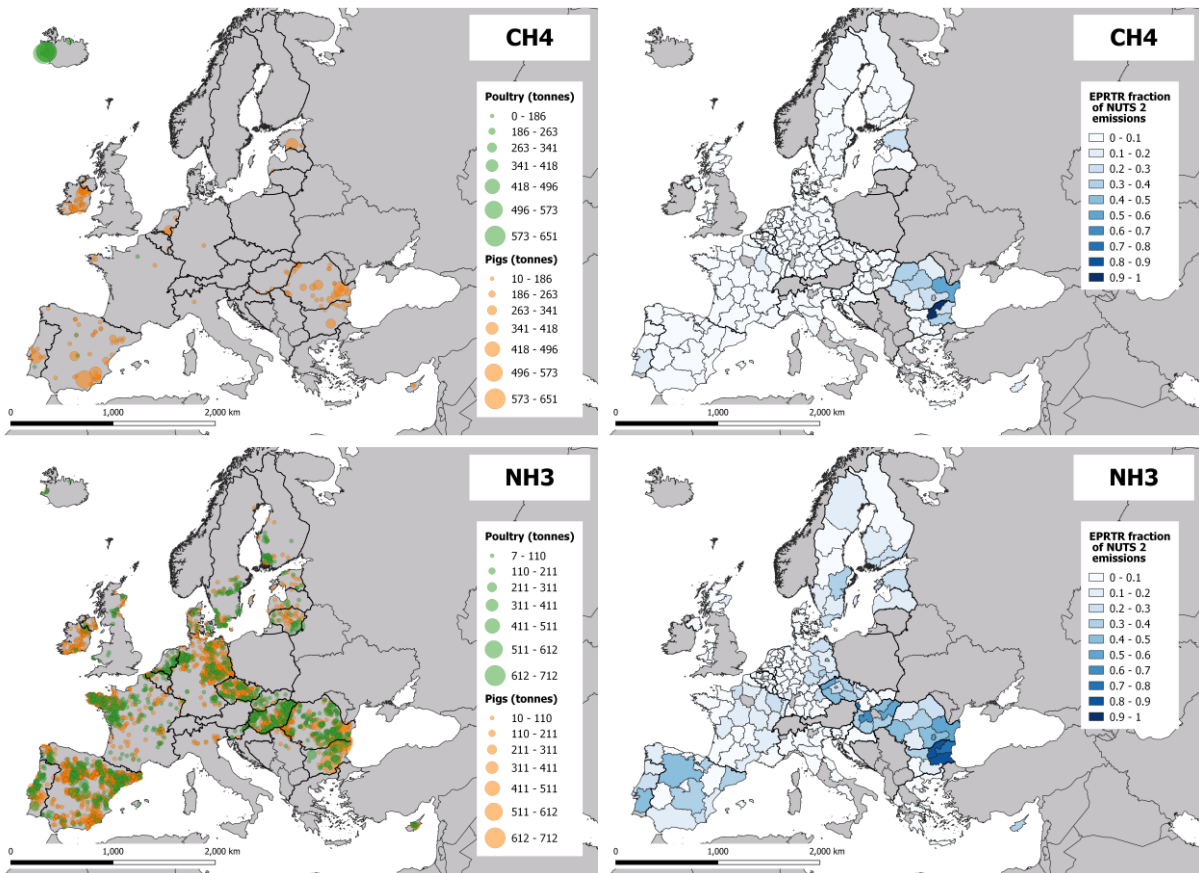 CH4
Poultry (tonnes)
0 - 186
186 - 263
263 - 341
341 - 418
418 - 496
496 - 573
573 - 651
Pigs (tonnes)
10 - 186
186 - 263
263 - 341
341 - 418
418 - 496
496 - 573
573 - 651
0 1,000 2,000 km
CH4
EPRTR fraction
of NUTS 2
emissions
0 - 0.1
0.1 - 0.2
0.2 - 0.3
0.3 - 0.4
0.4 - 0.5
0.5 - 0.6
0.6 - 0.7
0.7 - 0.8
0.8 - 0.9
0.9 - 1
0 1,000 2,000 km
NH3
Poultry (tonnes)
7 - 110
110 - 211
211 - 311
311 - 411
411 - 511
511 - 612
612 - 712
Pigs (tonnes)
10 - 110
110 - 211
211 - 311
311 - 411
411 - 511
511 - 612
612 - 712
0 1,000 2,000 km
NH3
EPRTR fraction
of NUTS 2
emissions
0 - 0.1
0.1 - 0.2
0.2 - 0.3
0.3 - 0.4
0.4 - 0.5
0.5 - 0.6
0.6 - 0.7
0.7 - 0.8
0.8 - 0.9
0.9 - 1
0 1,000 2,000 km